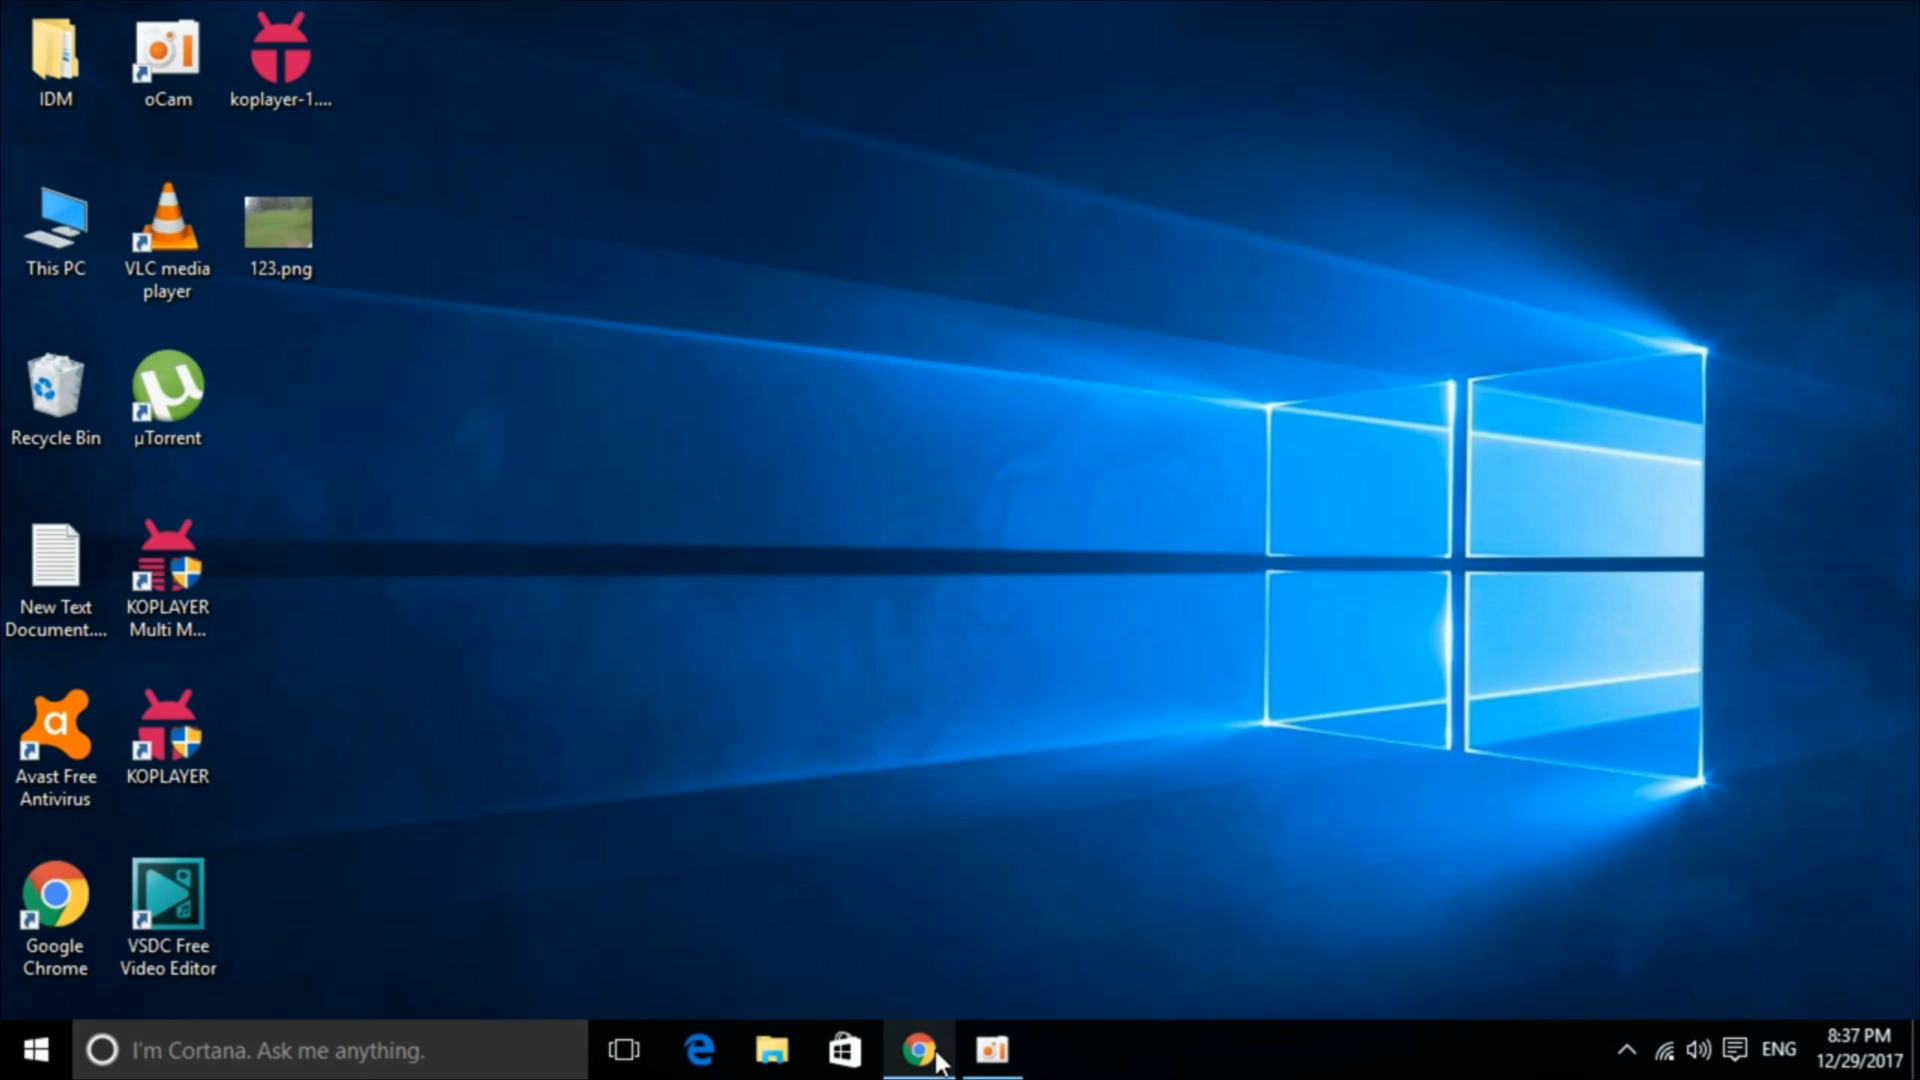 IDM
oCam
koplayer-1....
This PC
VLC media
player
123.png
Recycle Bin
µTorrent
New Text
Document....
KOPLAYER
Multi M...
Avast Free
Antivirus
KOPLAYER
Google
Chrome
VSDC Free
Video Editor
I'm Cortana. Ask me anything.
ENG
8:37 PM
12/29/2017